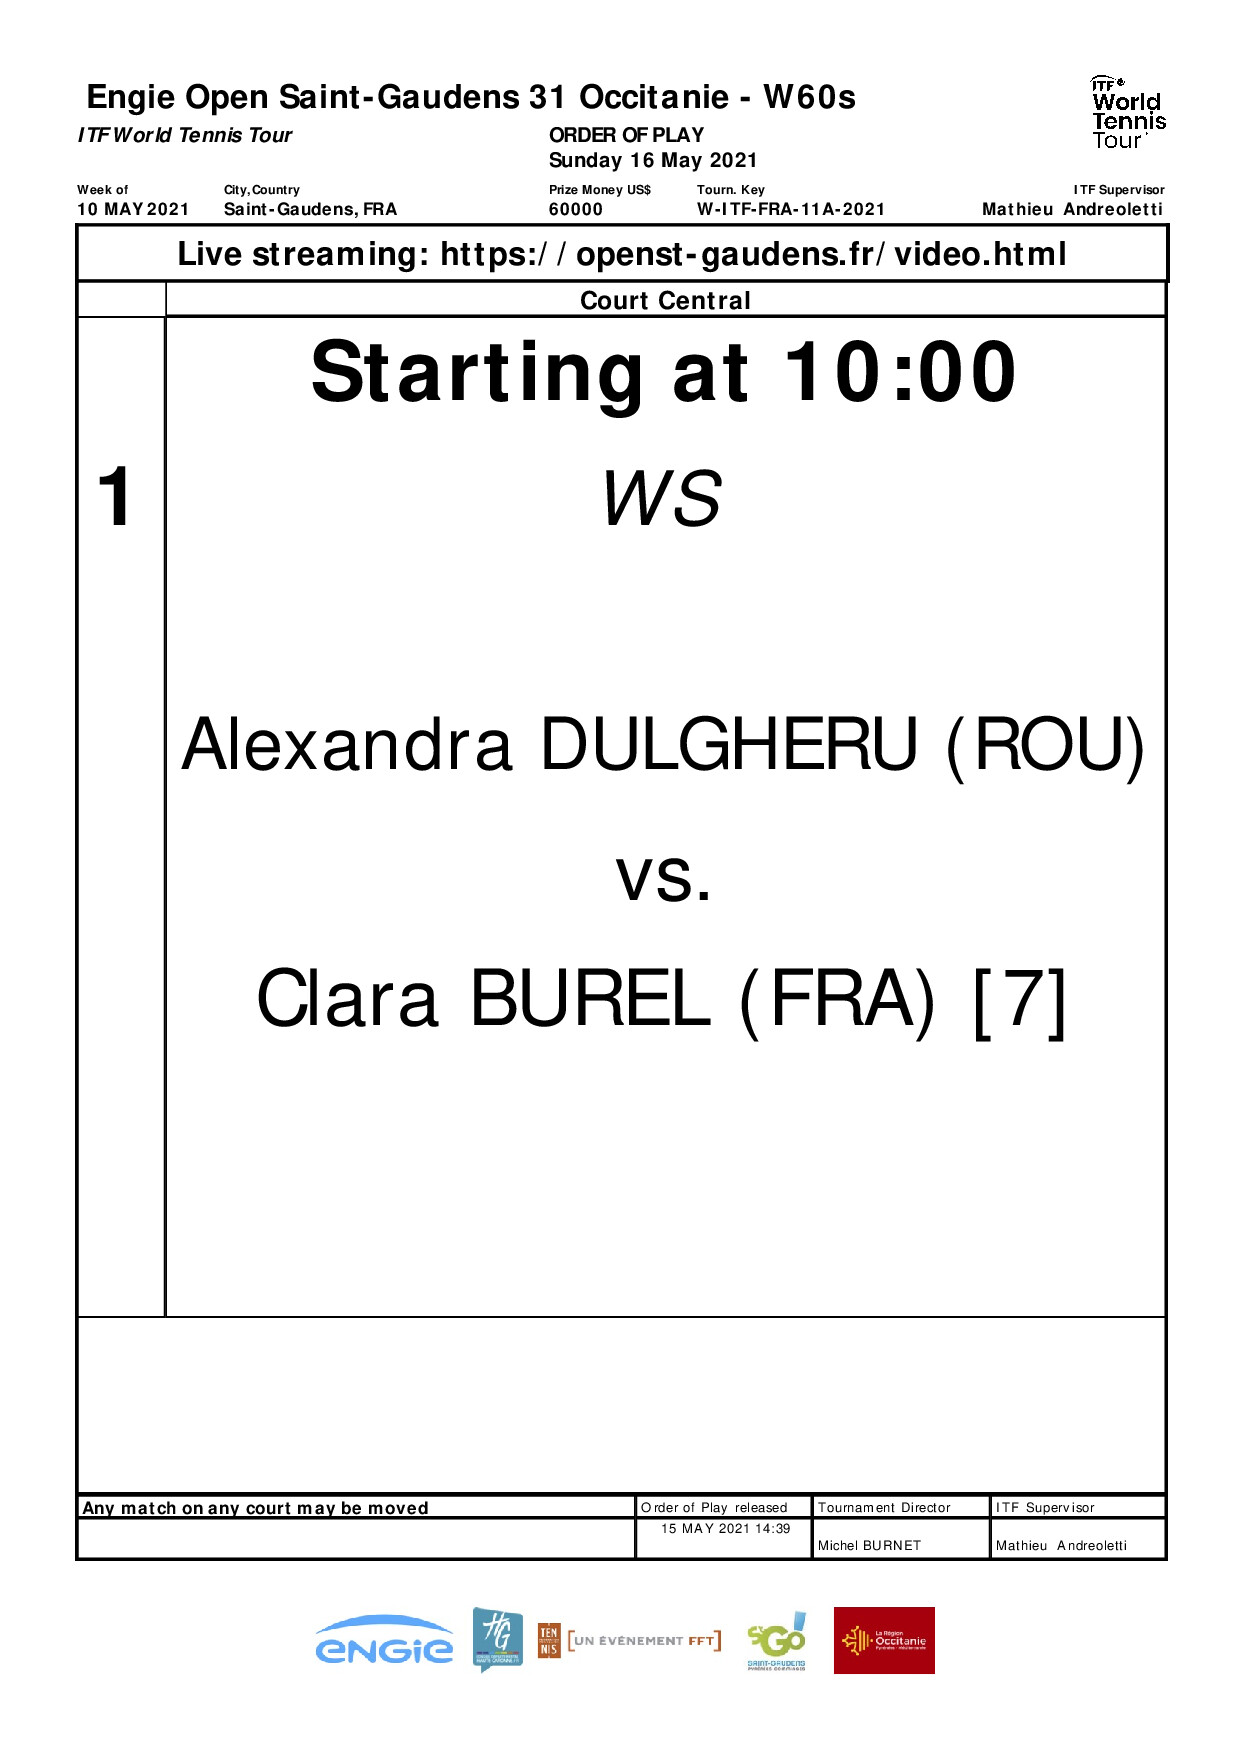 Engie Open Saint-Gaudens 31 Occitanie - W60s
ITF World Tennis Tour
ORDER OF PLAY
Sunday 16 May 2021
ITF
World
Tennis
Tour
Week of City,Country Prize Money US$ Tourn. Key ITF Supervisor
10 MAY 2021 Saint-Gaudens, FRA 60000 W-ITF-FRA-11A-2021 Mathieu Andreoletti
Live streaming: https://openst-gaudens.fr/video.html
Court Central
Starting at 10:00
1 WS
Alexandra DULGHERU (ROU)
vs.
Clara BUREL (FRA) [7]
Any match on any court may be moved Order of Play released Tournament Director ITF Supervisor
15 MAY 2021 14:39
Michel BURNET Mathieu Andreoletti
ENGIE
HG
TEN
NIS
[UN ÉVÉNEMENT FFT]
GO
SAINT-GAUDENS
La Région
Occitanie
Pyrénées - Méditerranée